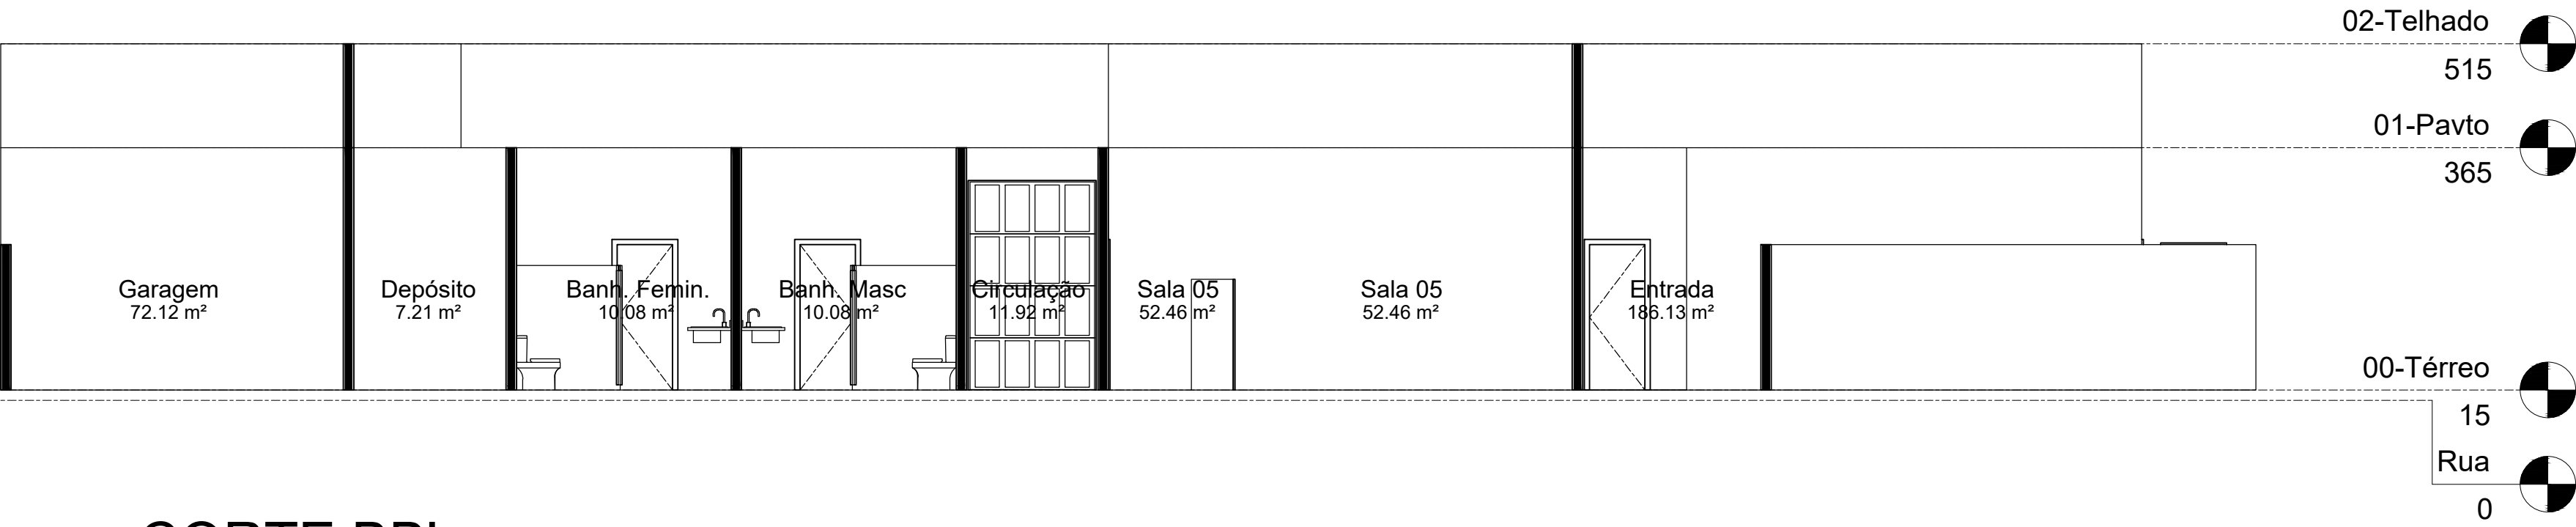 02-Telhado
515
01-Pavto
365
Garagem
72.12 m²
Depósito
7.21 m²
Banh. Femin.
10.08 m²
Banh. Masc
10.08 m²
Circulação
11.92 m²
Sala 05
52.46 m²
Sala 05
52.46 m²
Entrada
186.13 m²
00-Térreo
15
Rua
0
CORTE